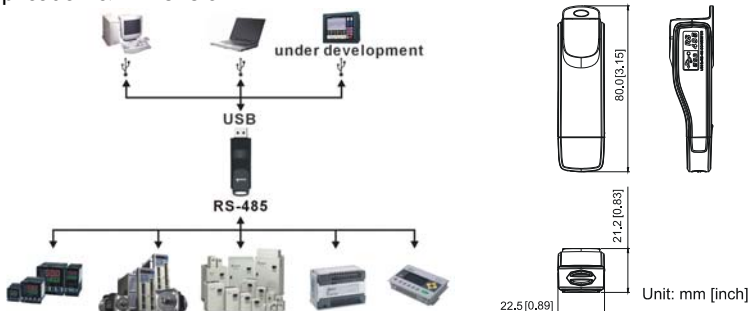 under development
USB
RS-485
80.0[3.15]
21.2 [0.83]
22.5 [0.89]
Unit: mm [inch]